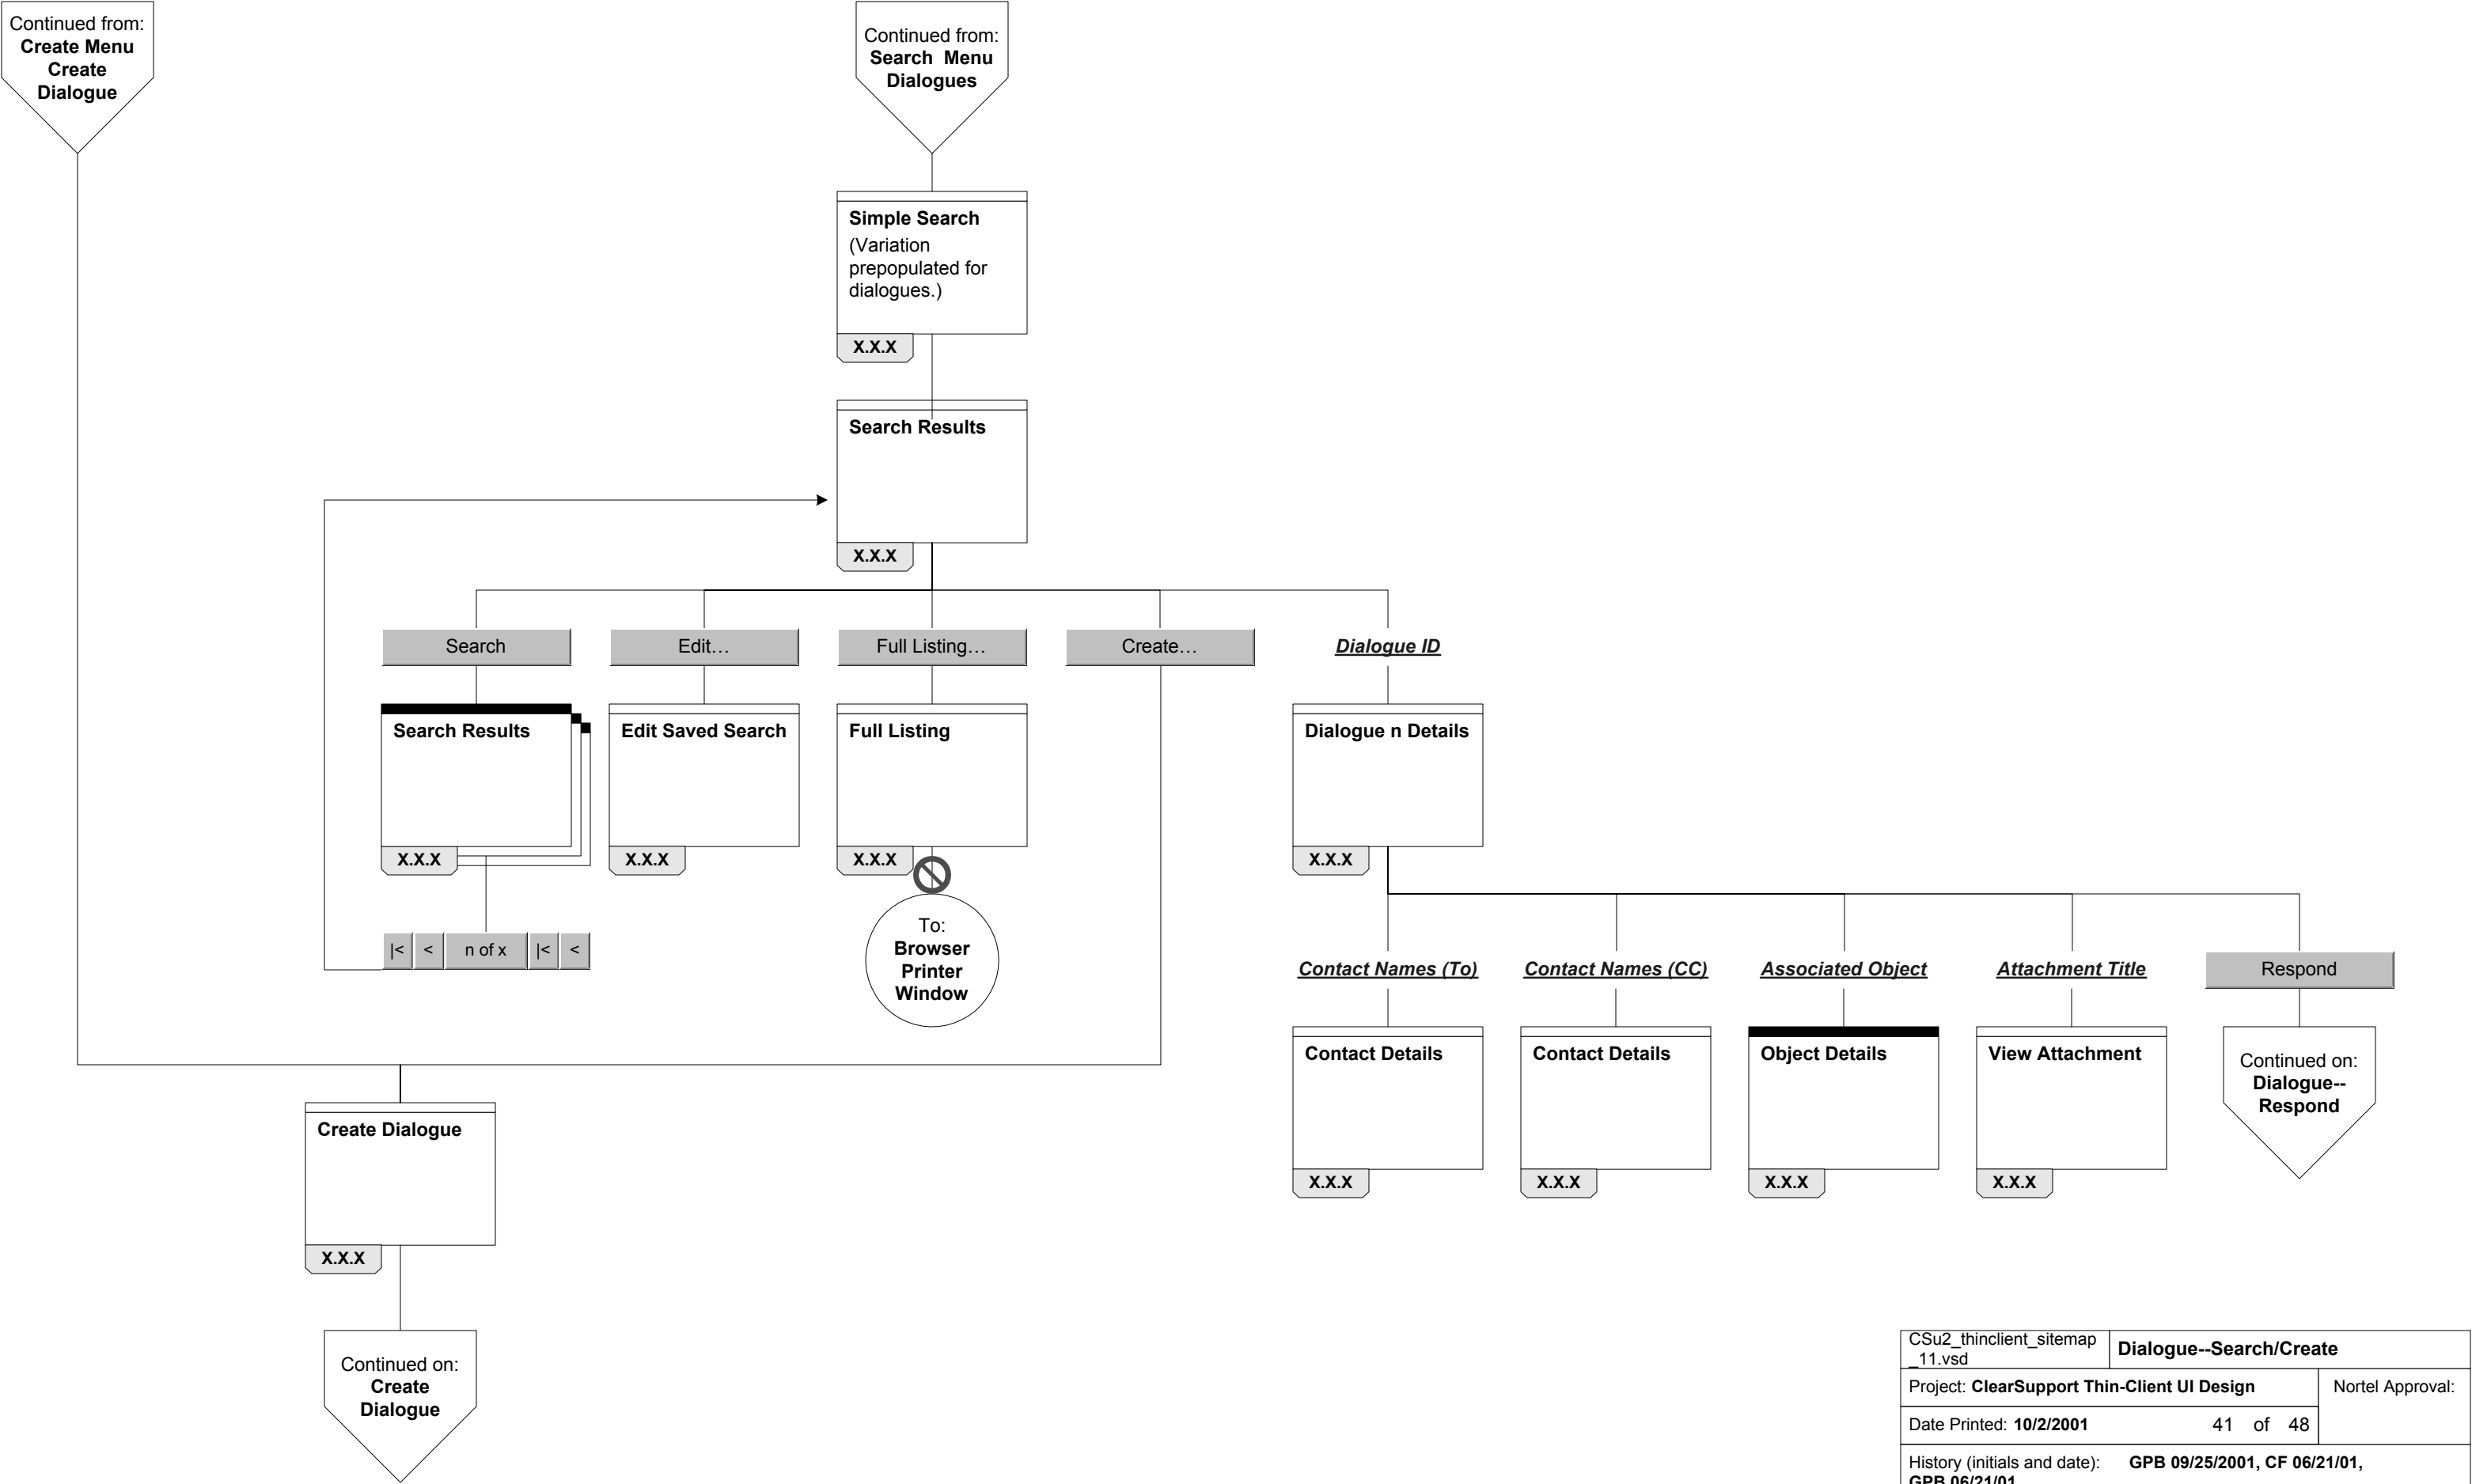 Continued from:
Create Menu
Create
Dialogue
Continued from:
Search  Menu
Dialogues
Simple Search
(Variation
prepopulated for
dialogues.)
X.X.X
Search Results
X.X.X
Search
Edit…
Full Listing…
Create…
Dialogue ID
Search Results
X.X.X
Edit Saved Search
X.X.X
Full Listing
X.X.X
Dialogue n Details
X.X.X
|<
<
n of x
|<
<
To:
Browser
Printer
Window
Contact Names (To)
Contact Names (CC)
Associated Object
Attachment Title
Respond
Contact Details
X.X.X
Contact Details
X.X.X
Object Details
X.X.X
View Attachment
X.X.X
Continued on:
Dialogue--
Respond
Create Dialogue
X.X.X
Continued on:
Create
Dialogue
CSu2_thinclient_sitemap
_11.vsd
Dialogue--Search/Create
Project: ClearSupport Thin-Client UI Design
Nortel Approval:
Date Printed: 10/2/2001
41 of 48
History (initials and date): GPB 09/25/2001, CF 06/21/01,
GPB 06/21/01